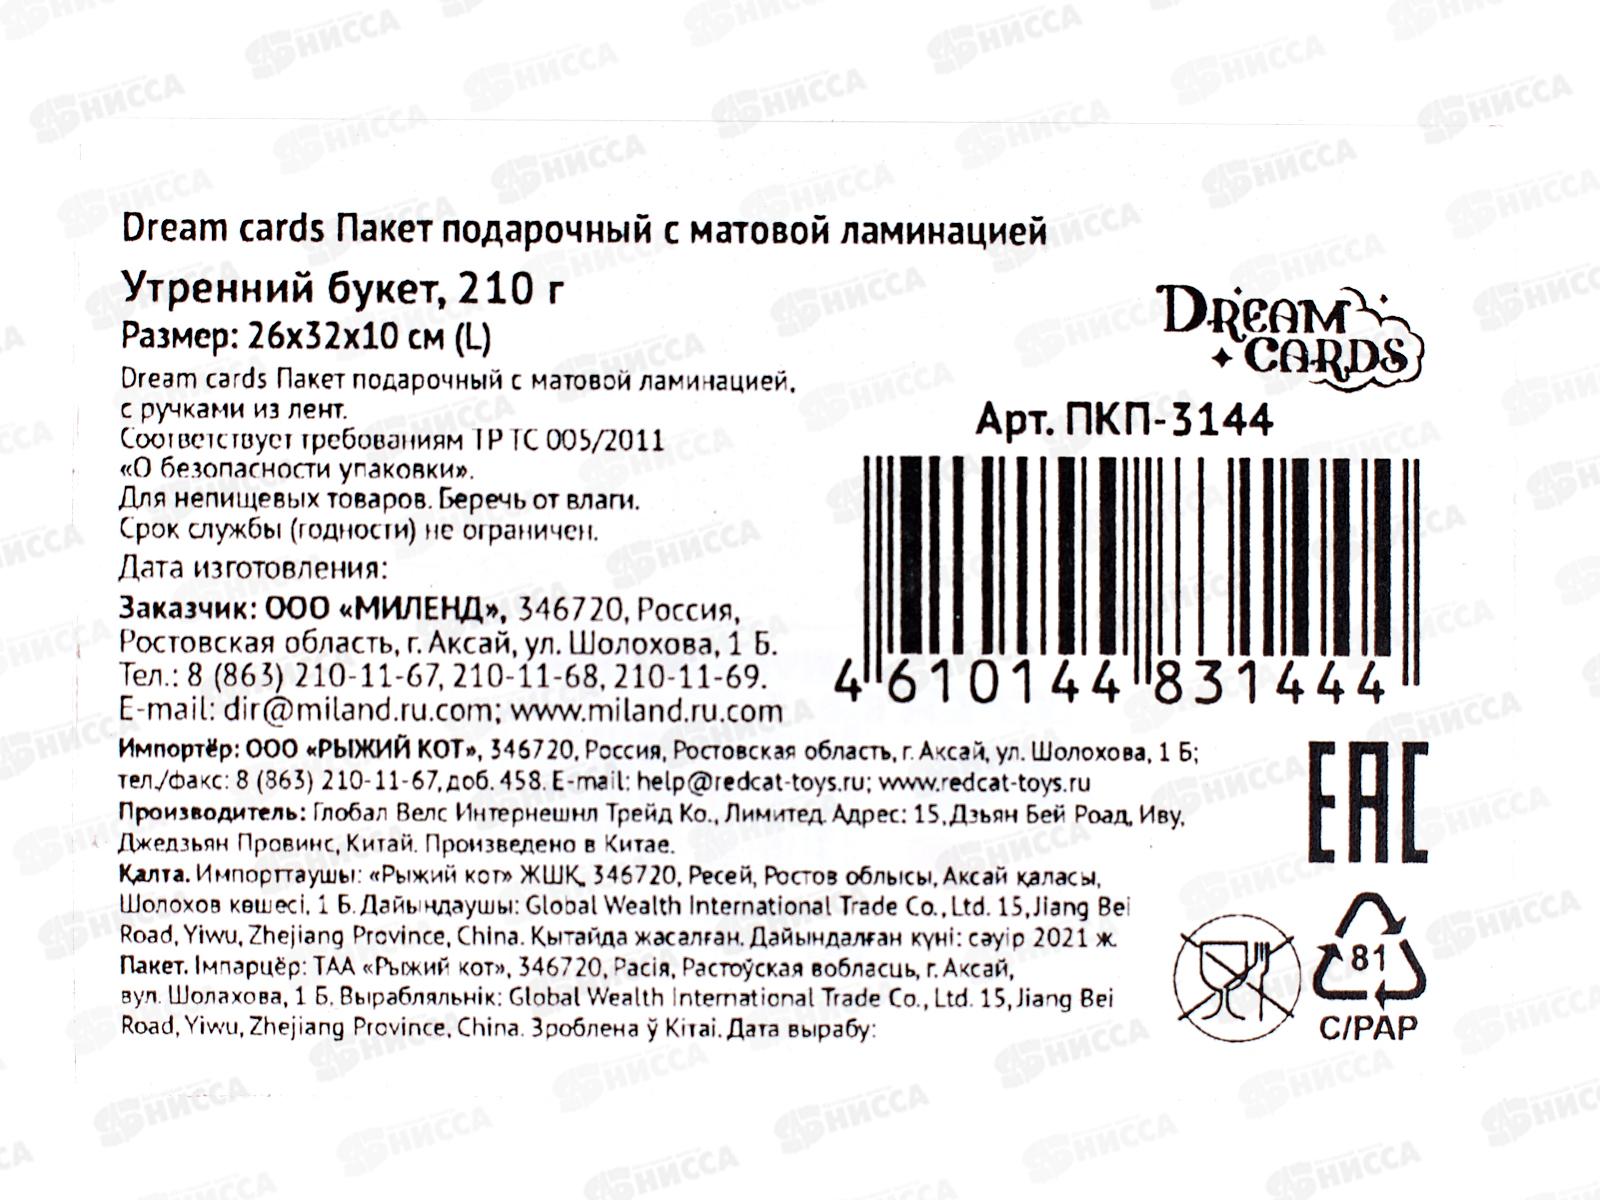 Dream cards Пакет подарочный с матовой ламинацией
Утренний букет, 210 г
Размер: 26х32х10 см (L)
Dream cards Пакет подарочный с матовой ламинацией,
с ручками из лент.
Соответствует требованиям ТР ТС 005/2011
«О безопасности упаковки».
Для непищевых товаров. Беречь от влаги.
Срок службы (годности) не ограничен.
Дата изготовления:
Заказчик: ООО «МИЛЕНД», 346720, Россия,
Ростовская область, г. Аксай, ул. Шолохова, 1 Б.
Тел.: 8 (863) 210-11-67, 210-11-68, 210-11-69.
E-mail: dir@miland.ru.com; www.miland.ru.com
DREAM
CARDS
Арт. ПКП-3144
4 610144 831444
Импортёр: ООО «РЫЖИЙ КОТ», 346720, Россия, Ростовская область, г. Аксай, ул. Шолохова, 1 Б;
тел./факс: 8 (863) 210-11-67, доб. 458. E-mail: help@redcat-toys.ru; www.redcat-toys.ru
Производитель: Глобал Велс Интернешнл Трейд Ко., Лимитед. Адрес: 15, Дзьян Бей Роад, Иву,
Джедзьян Провинс, Китай. Произведено в Китае.
Қалта. Импорттаушы: «Рыжий кот» ЖШҚ, 346720, Ресей, Ростов облысы, Аксай қаласы,
Шолохов көшесі, 1 Б. Дайындаушы: Global Wealth International Trade Co., Ltd. 15, Jiang Bei
Road, Yiwu, Zhejiang Province, China. Қытайда жасалған. Дайындалған күні: сәуір 2021 ж.
Пакет. Імпарцёр: ТАА «Рыжий кот», 346720, Расія, Растоўская вобласць, г. Аксай,
вул. Шолахова, 1 Б. Вырабляльнік: Global Wealth International Trade Co., Ltd. 15, Jiang Bei
Road, Yiwu, Zhejiang Province, China. Зроблена ў Кітаі. Дата вырабу:
EAC
81
C/PAP
НИССА